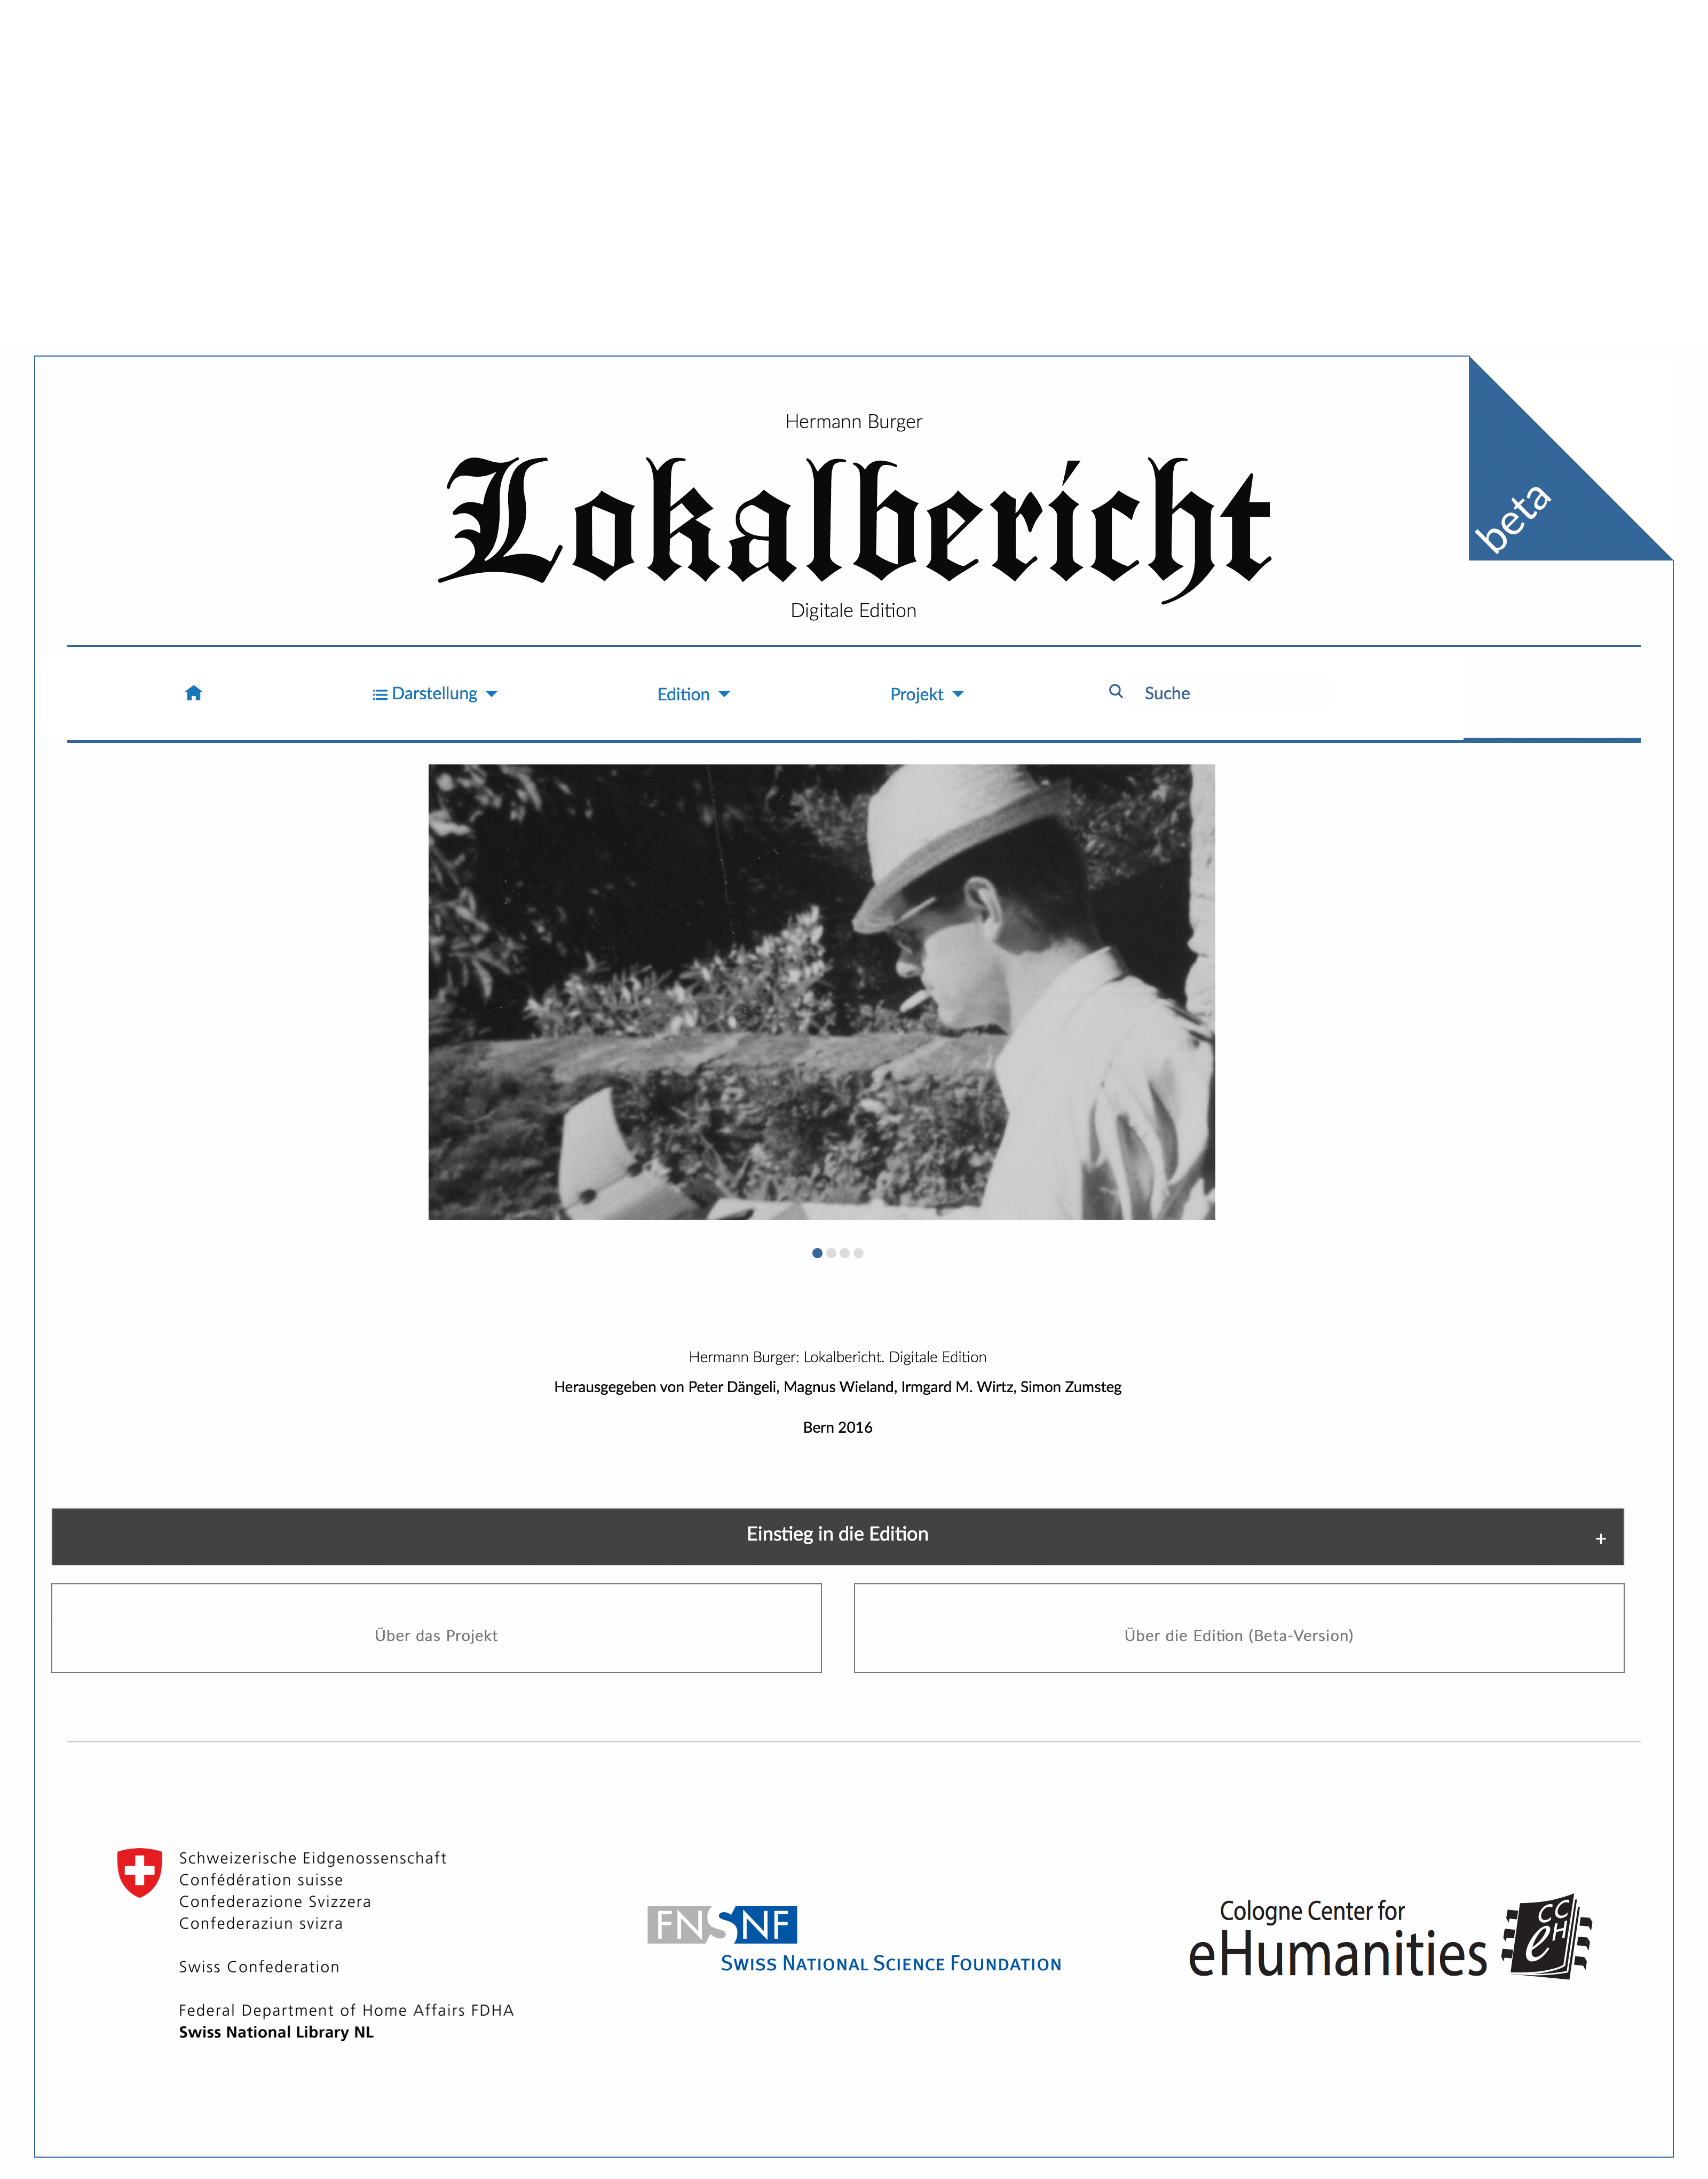 Hermann Burger
Lokalbericht
Digitale Edition
beta
Darstellung
Edition
Projekt
Suche
Hermann Burger: Lokalbericht. Digitale Edition
Herausgegeben von Peter Dängeli, Magnus Wieland, Irmgard M. Wirtz, Simon Zumsteg
Bern 2016
Einstieg in die Edition +
Über das Projekt
Über die Edition (Beta-Version)
Schweizerische Eidgenossenschaft
Confédération suisse
Confederazione Svizzera
Confederaziun svizra
Swiss Confederation
Federal Department of Home Affairs FDHA
Swiss National Library NL
FNSNF
SWISS NATIONAL SCIENCE FOUNDATION
Cologne Center for
eHumanities
CC
eH